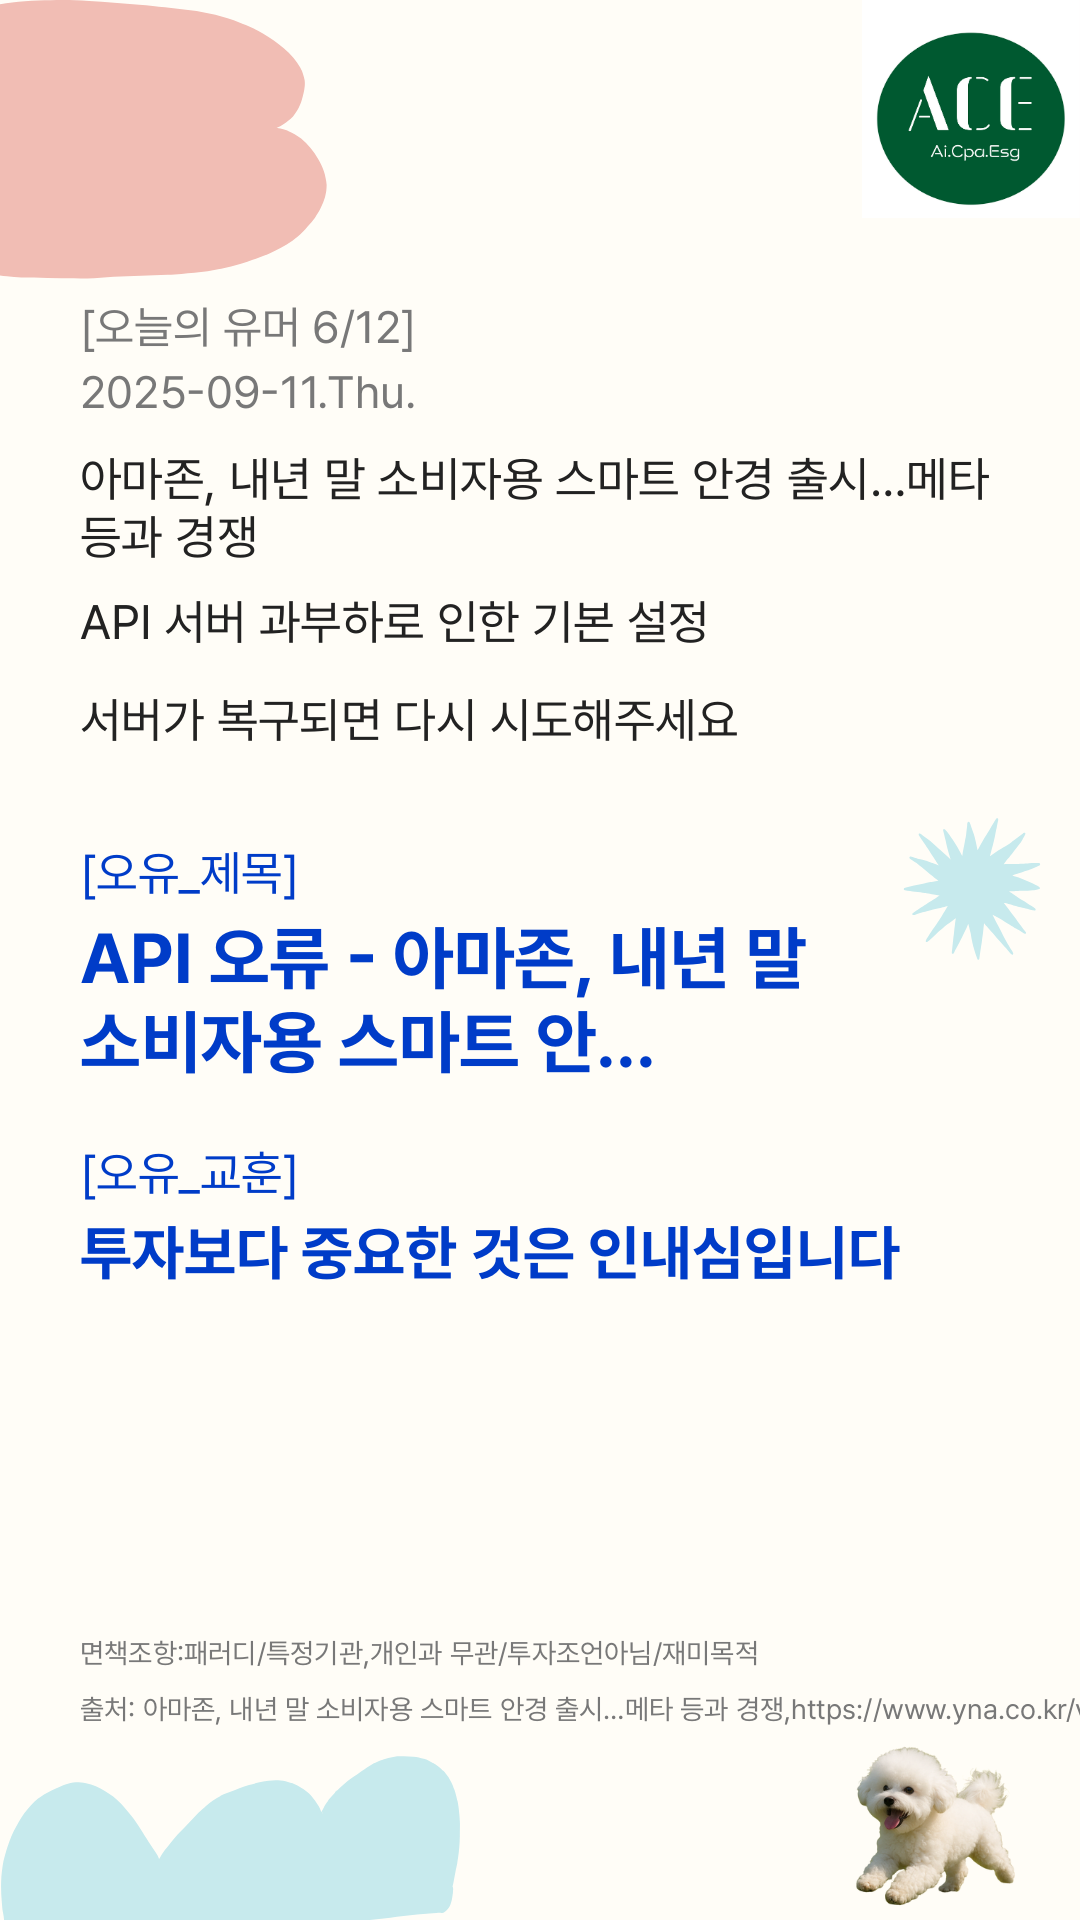 ACE
Ai.Cpa.Esg
[오늘의 유머 6/12]
2025-09-11.Thu.
아마존, 내년 말 소비자용 스마트 안경 출시…메타
등과 경쟁
API 서버 과부하로 인한 기본 설정
서버가 복구되면 다시 시도해주세요
[오유_제목]
API 오류 - 아마존, 내년 말
소비자용 스마트 안...
[오유_교훈]
투자보다 중요한 것은 인내심입니다
면책조항:패러디/특정기관,개인과 무관/투자조언아님/재미목적
출처: 아마존, 내년 말 소비자용 스마트 안경 출시…메타 등과 경쟁,https://www.yna.co.kr/